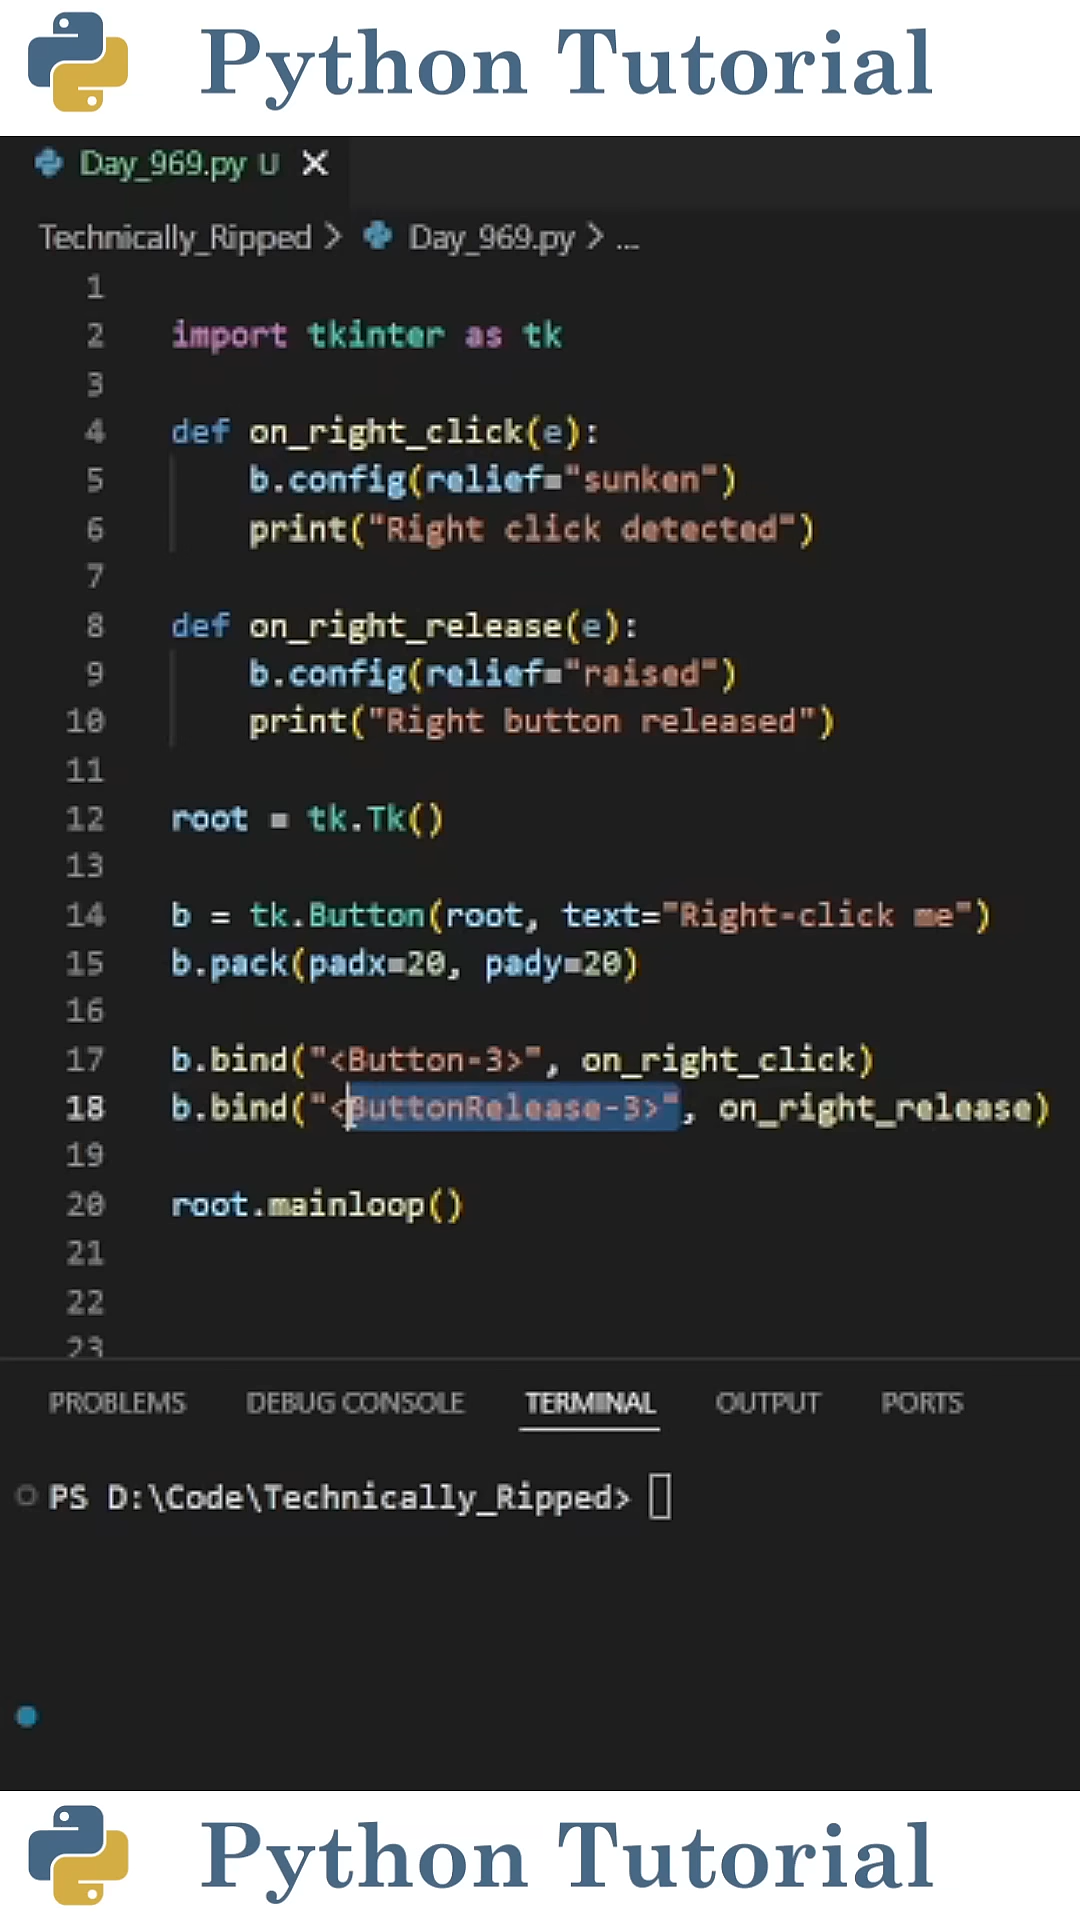 Python Tutorial
Day_969.py U
Technically_Ripped > Day_969.py > ...
1
2 import tkinter as tk
3
4 def on_right_click(e):
5 b.config(relief="sunken")
6 print("Right click detected")
7
8 def on_right_release(e):
9 b.config(relief="raised")
10 print("Right button released")
11
12 root = tk.Tk()
13
14 b = tk.Button(root, text="Right-click me")
15 b.pack(padx=20, pady=20)
16
17 b.bind("<Button-3>", on_right_click)
18 b.bind("<ButtonRelease-3>", on_right_release)
19
20 root.mainloop()
21
22
23
PROBLEMS DEBUG CONSOLE TERMINAL OUTPUT PORTS
PS D:\Code\Technically_Ripped>
Python Tutorial